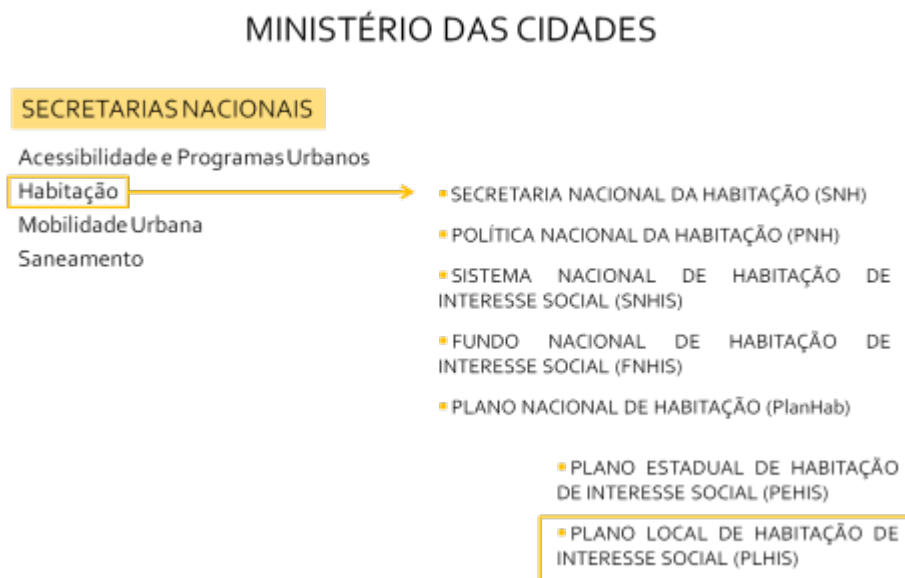 MINISTÉRIO DAS CIDADES
SECRETARIAS NACIONAIS
Acessibilidade e Programas Urbanos
Habitação
Mobilidade Urbana
Saneamento
SECRETARIA NACIONAL DA HABITAÇÃO (SNH)
POLÍTICA NACIONAL DA HABITAÇÃO (PNH)
SISTEMA NACIONAL DE HABITAÇÃO DE
INTERESSE SOCIAL (SNHIS)
FUNDO NACIONAL DE HABITAÇÃO DE
INTERESSE SOCIAL (FNHIS)
PLANO NACIONAL DE HABITAÇÃO (PlanHab)
PLANO ESTADUAL DE HABITAÇÃO
DE INTERESSE SOCIAL (PEHIS)
PLANO LOCAL DE HABITAÇÃO DE
INTERESSE SOCIAL (PLHIS)